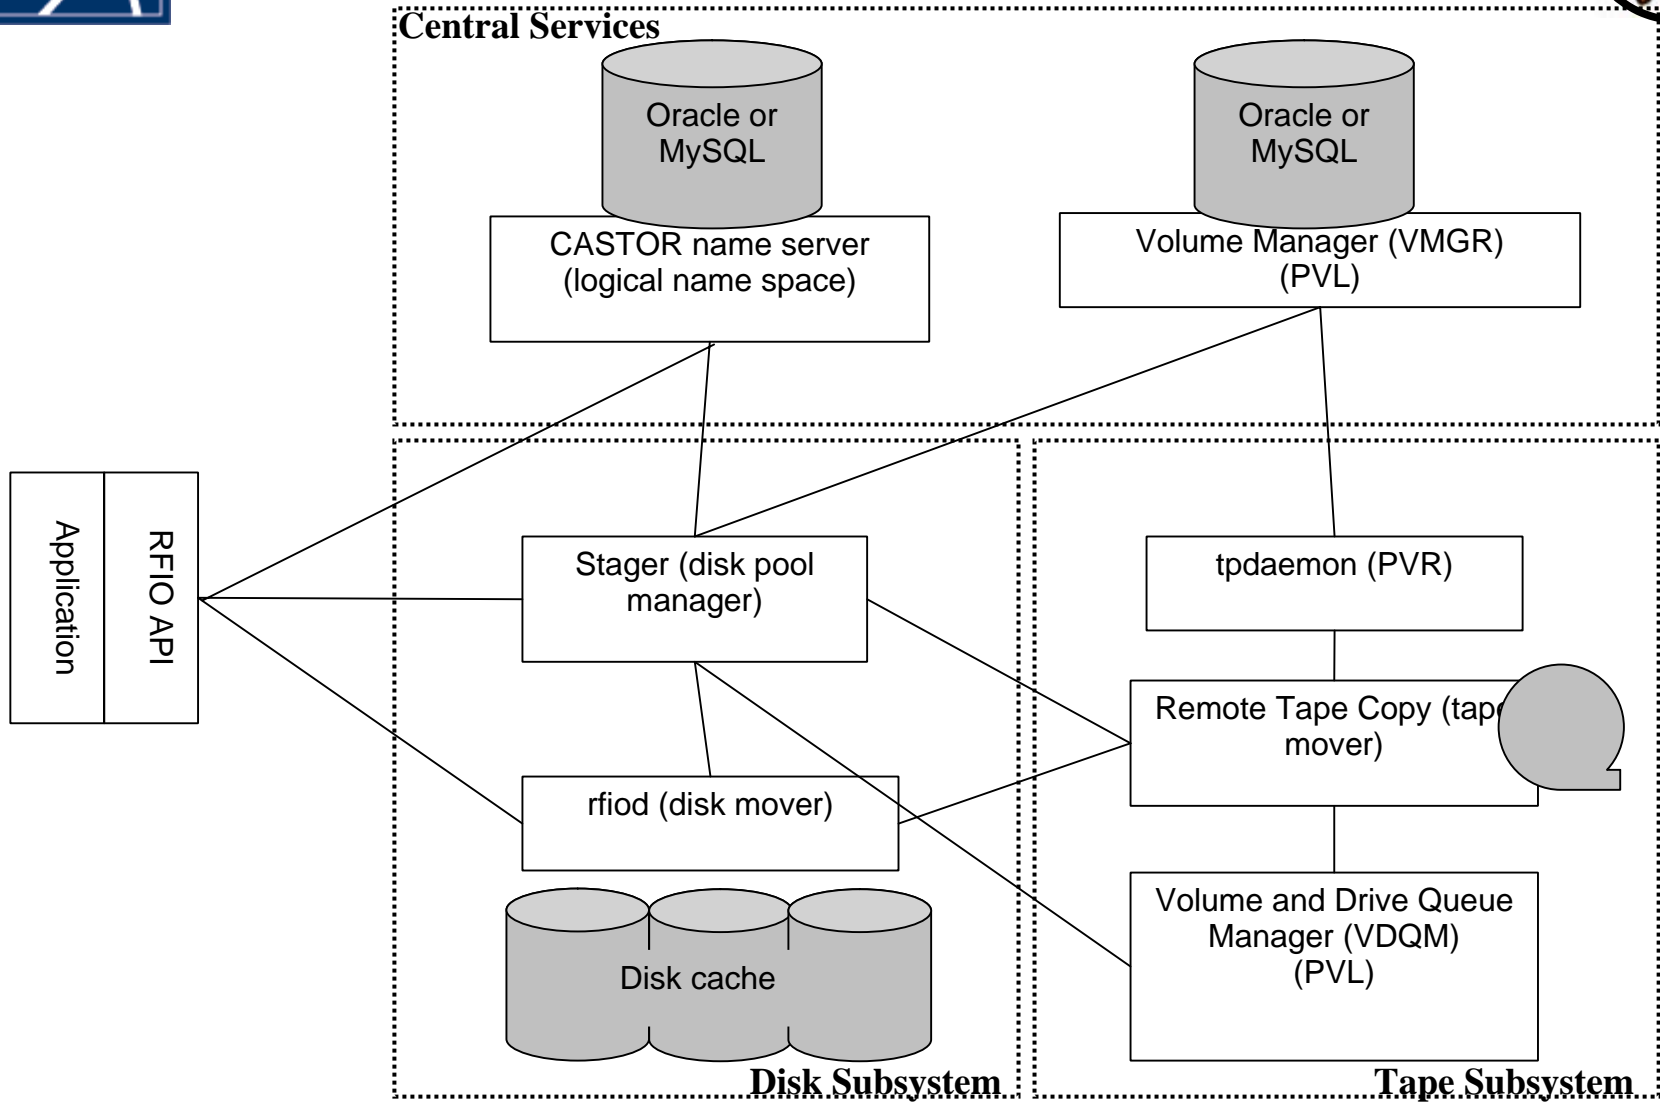 Central Services
Oracle or
MySQL
Oracle or
MySQL
CASTOR name server
(logical name space)
Volume Manager (VMGR)
(PVL)
Application
RFIO API
Stager (disk pool
manager)
tpdaemon (PVR)
Remote Tape Copy (tape
mover)
rfiod (disk mover)
Volume and Drive Queue
Manager (VDQM)
(PVL)
Disk cache
Disk Subsystem
Tape Subsystem